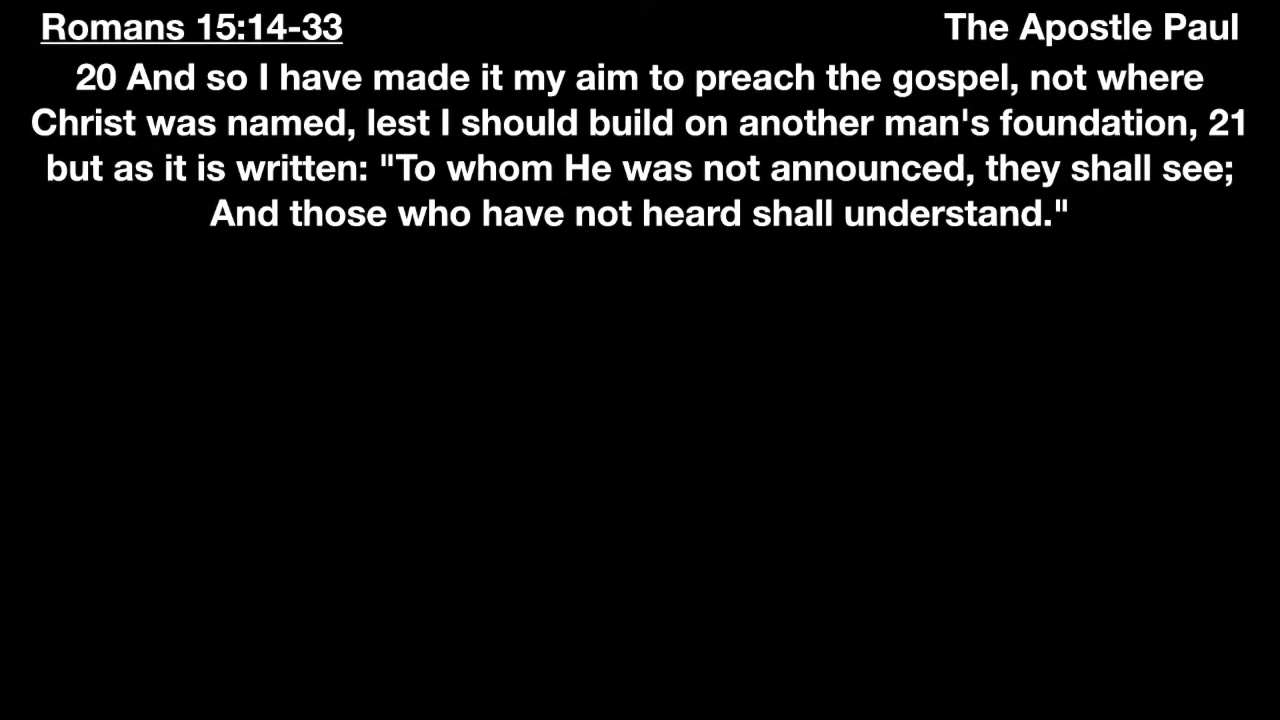 Romans 15:14-33 The Apostle Paul
20 And so I have made it my aim to preach the gospel, not where
Christ was named, lest I should build on another man's foundation, 21
but as it is written: "To whom He was not announced, they shall see;
And those who have not heard shall understand."